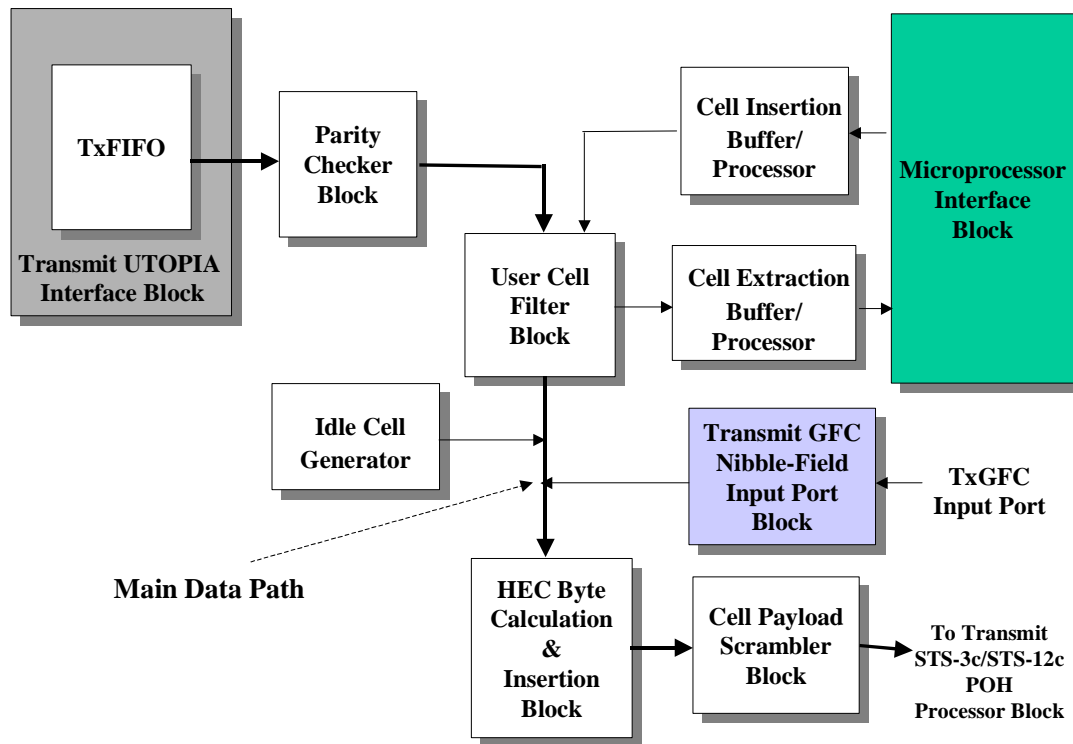 TxFIFO
Transmit UTOPIA
Interface Block
Parity
Checker
Block
Cell Insertion
Buffer/
Processor
Microprocessor
Interface
Block
User Cell
Filter
Block
Cell Extraction
Buffer/
Processor
Idle Cell
Generator
Transmit GFC
Nibble-Field
Input Port
Block
TxGFC
Input Port
Main Data Path
HEC Byte
Calculation
&
Insertion
Block
Cell Payload
Scrambler
Block
To Transmit
STS-3c/STS-12c
POH
Processor Block